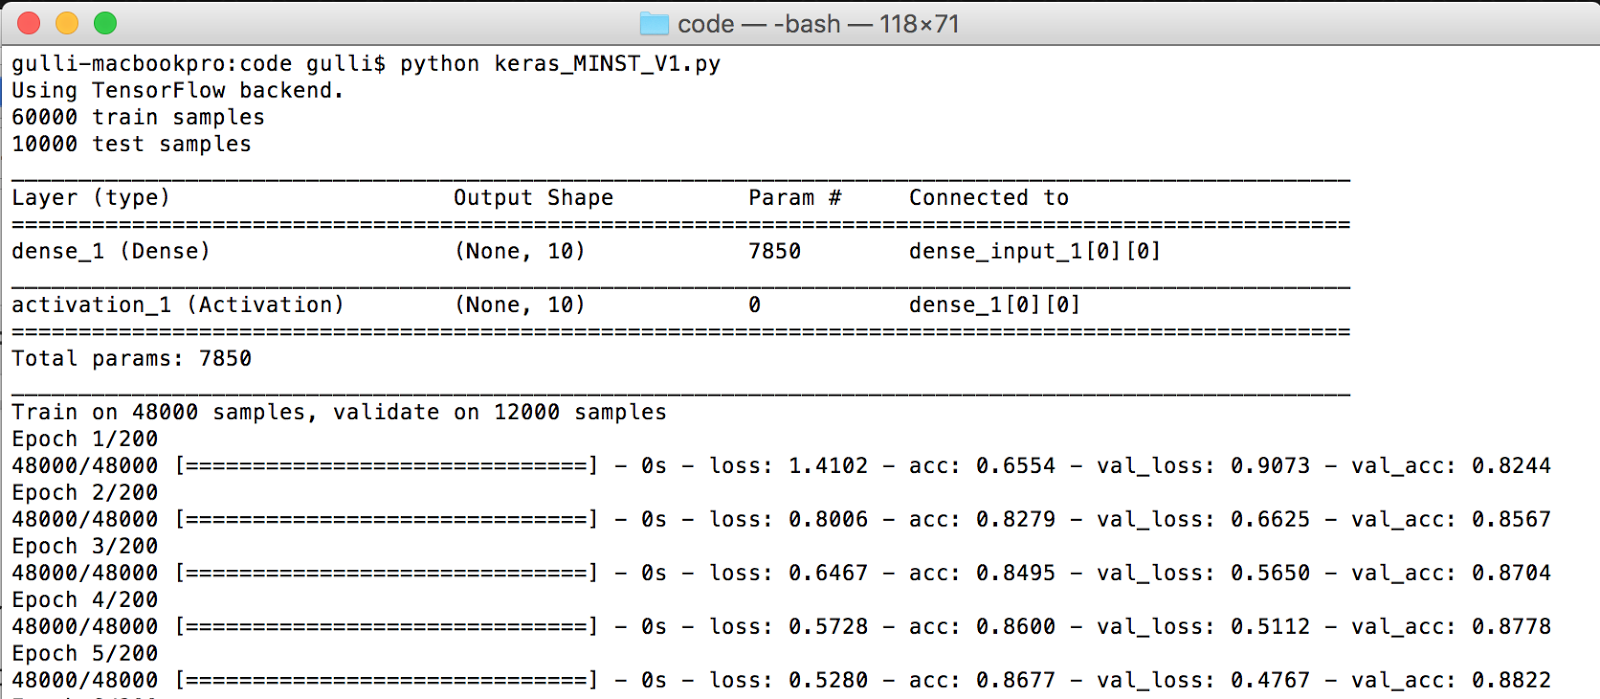 code — -bash — 118×71
gulli-macbookpro:code gulli$ python keras_MINST_V1.py
Using TensorFlow backend.
60000 train samples
10000 test samples
____________________________________________________________________________________________________
Layer (type)                     Output Shape          Param #     Connected to
====================================================================================================
dense_1 (Dense)                  (None, 10)            7850        dense_input_1[0][0]
____________________________________________________________________________________________________
activation_1 (Activation)        (None, 10)            0           dense_1[0][0]
====================================================================================================
Total params: 7850
____________________________________________________________________________________________________
Train on 48000 samples, validate on 12000 samples
Epoch 1/200
48000/48000 [==============================] - 0s - loss: 1.4102 - acc: 0.6554 - val_loss: 0.9073 - val_acc: 0.8244
Epoch 2/200
48000/48000 [==============================] - 0s - loss: 0.8006 - acc: 0.8279 - val_loss: 0.6625 - val_acc: 0.8567
Epoch 3/200
48000/48000 [==============================] - 0s - loss: 0.6467 - acc: 0.8495 - val_loss: 0.5650 - val_acc: 0.8704
Epoch 4/200
48000/48000 [==============================] - 0s - loss: 0.5728 - acc: 0.8600 - val_loss: 0.5112 - val_acc: 0.8778
Epoch 5/200
48000/48000 [==============================] - 0s - loss: 0.5280 - acc: 0.8677 - val_loss: 0.4767 - val_acc: 0.8822